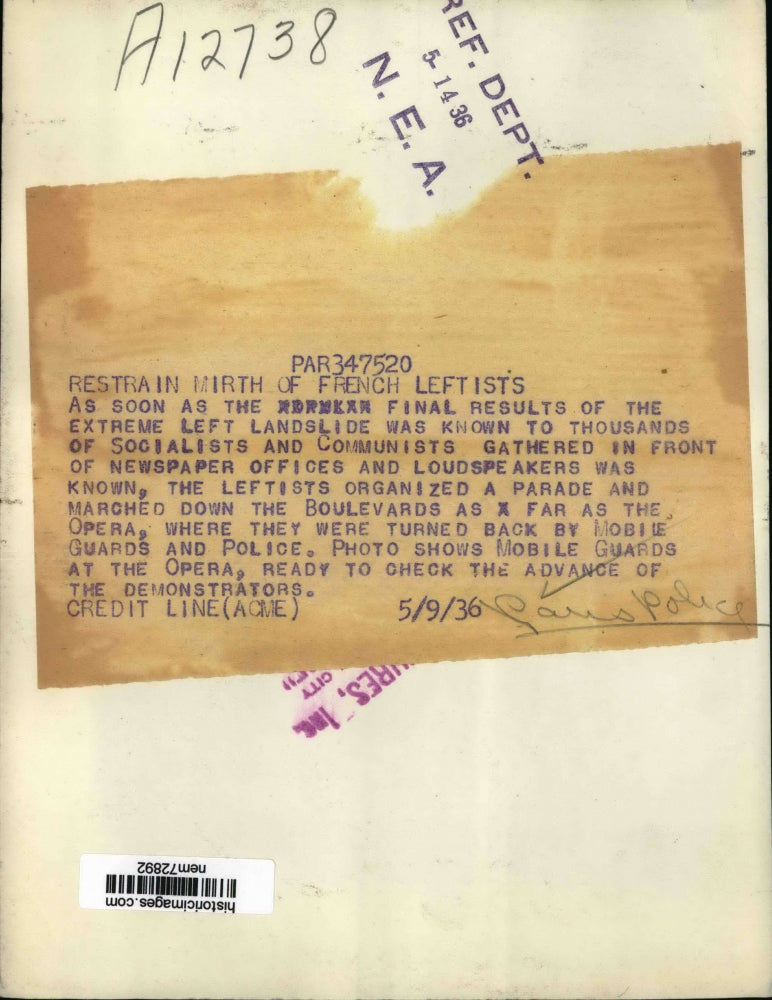 A12738
REF. DEPT.
5-14 36
N. E. A.
PAR347520
RESTRAIN MIRTH OF FRENCH LEFTISTS
AS SOON AS THE FINAL RESULTS OF THE
EXTREME LEFT LANDSLIDE WAS KNOWN TO THOUSANDS
OF SOCIALISTS AND COMMUNISTS GATHERED IN FRONT
OF NEWSPAPER OFFICES AND LOUDSPEAKERS WAS
KNOWN, THE LEFTISTS ORGANIZED A PARADE AND
MARCHED DOWN THE BOULEVARDS AS X FAR AS THE
OPERA, WHERE THEY WERE TURNED BACK BY MOBILE
GUARDS AND POLICE. PHOTO SHOWS MOBILE GUARDS
AT THE OPERA, READY TO CHECK THE ADVANCE OF
THE DEMONSTRATORS.
CREDIT LINE(ACME) 5/9/36 Paris Police
URES, INC.
CITY
nem72892
historicimages.com